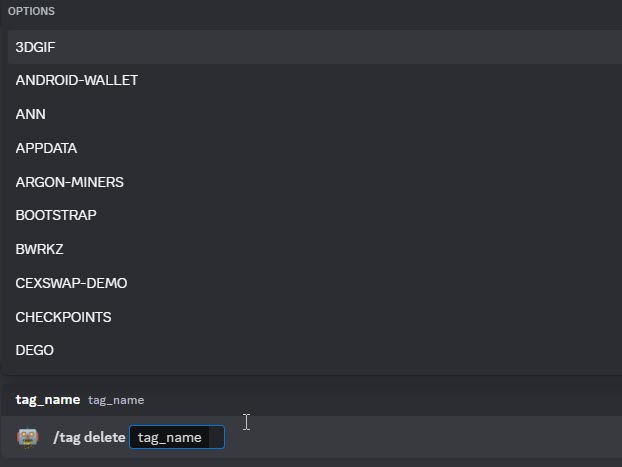 OPTIONS
3DGIF
ANDROID-WALLET
ANN
APPDATA
ARGON-MINERS
BOOTSTRAP
BWRKZ
CEXSWAP-DEMO
CHECKPOINTS
DEGO
tag_name tag_name
/tag delete tag_name